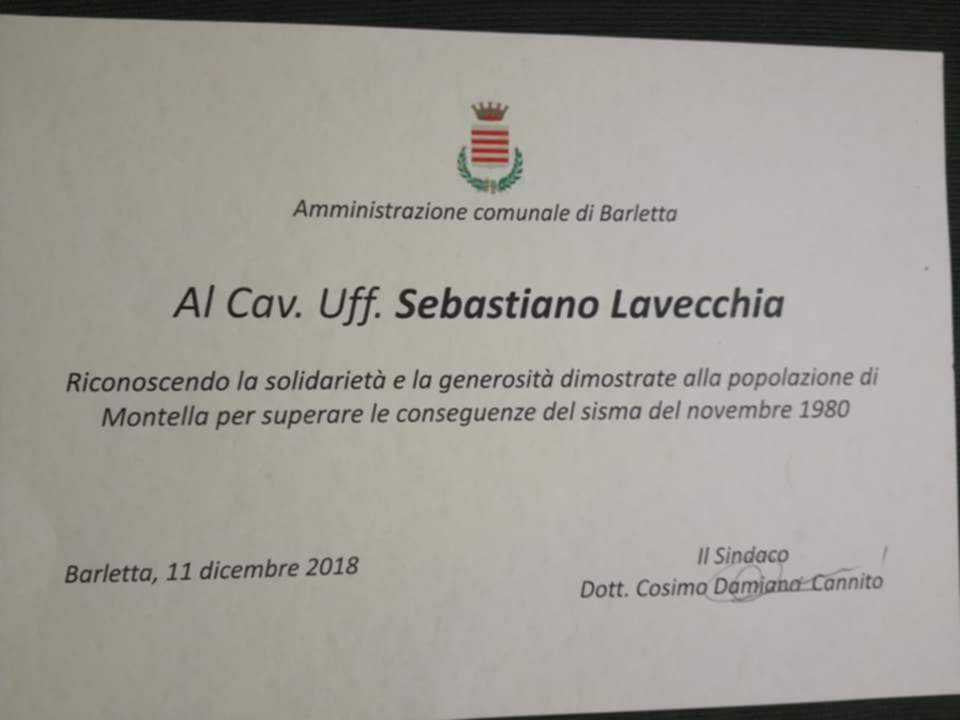 Amministrazione comunale di Barletta
Al Cav. Uff. Sebastiano Lavecchia
Riconoscendo la solidarietà e la generosità dimostrate alla popolazione di
Montella per superare le conseguenze del sisma del novembre 1980
Barletta, 11 dicembre 2018
Il Sindaco
Dott. Cosimo Damiano Cannito